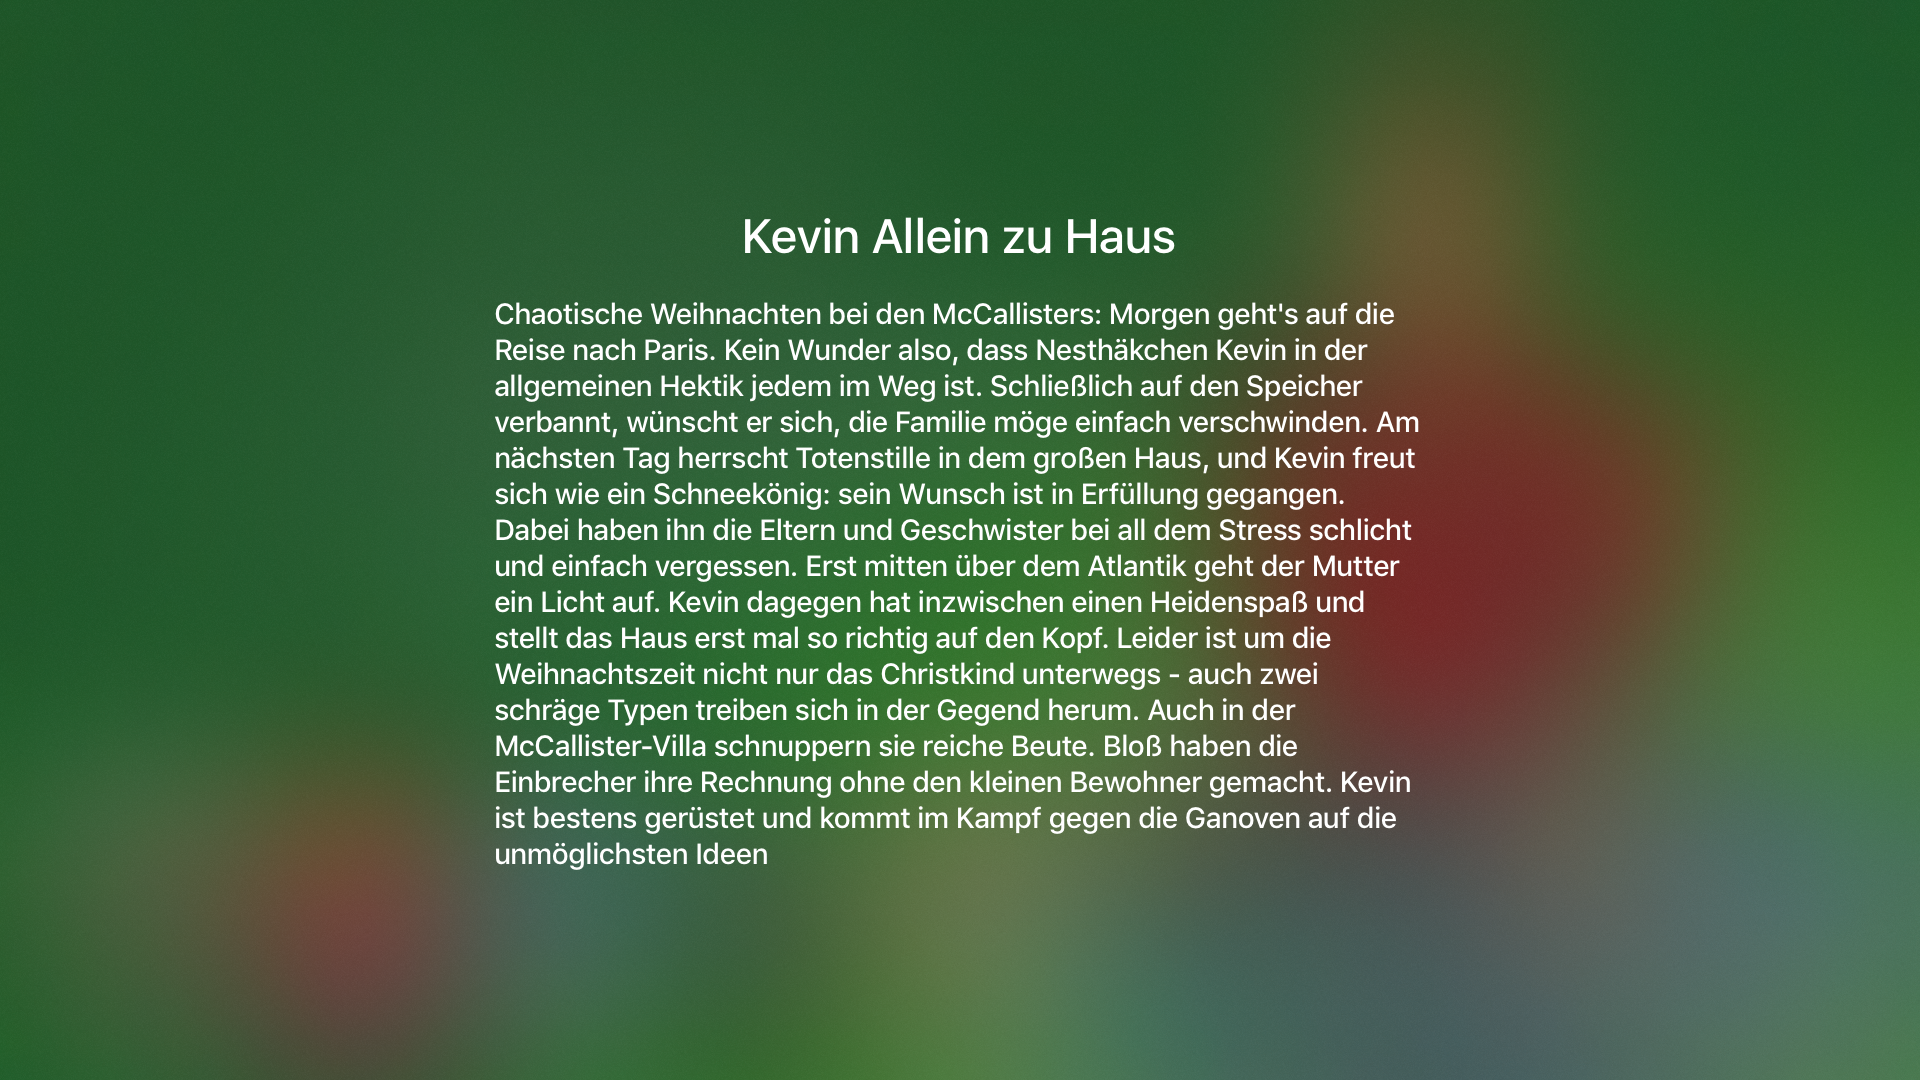 Kevin Allein zu Haus
Chaotische Weihnachten bei den McCallisters: Morgen geht's auf die
Reise nach Paris. Kein Wunder also, dass Nesthäkchen Kevin in der
allgemeinen Hektik jedem im Weg ist. Schließlich auf den Speicher
verbannt, wünscht er sich, die Familie möge einfach verschwinden. Am
nächsten Tag herrscht Totenstille in dem großen Haus, und Kevin freut
sich wie ein Schneekönig: sein Wunsch ist in Erfüllung gegangen.
Dabei haben ihn die Eltern und Geschwister bei all dem Stress schlicht
und einfach vergessen. Erst mitten über dem Atlantik geht der Mutter
ein Licht auf. Kevin dagegen hat inzwischen einen Heidenspaß und
stellt das Haus erst mal so richtig auf den Kopf. Leider ist um die
Weihnachtszeit nicht nur das Christkind unterwegs - auch zwei
schräge Typen treiben sich in der Gegend herum. Auch in der
McCallister-Villa schnuppern sie reiche Beute. Bloß haben die
Einbrecher ihre Rechnung ohne den kleinen Bewohner gemacht. Kevin
ist bestens gerüstet und kommt im Kampf gegen die Ganoven auf die
unmöglichsten Ideen